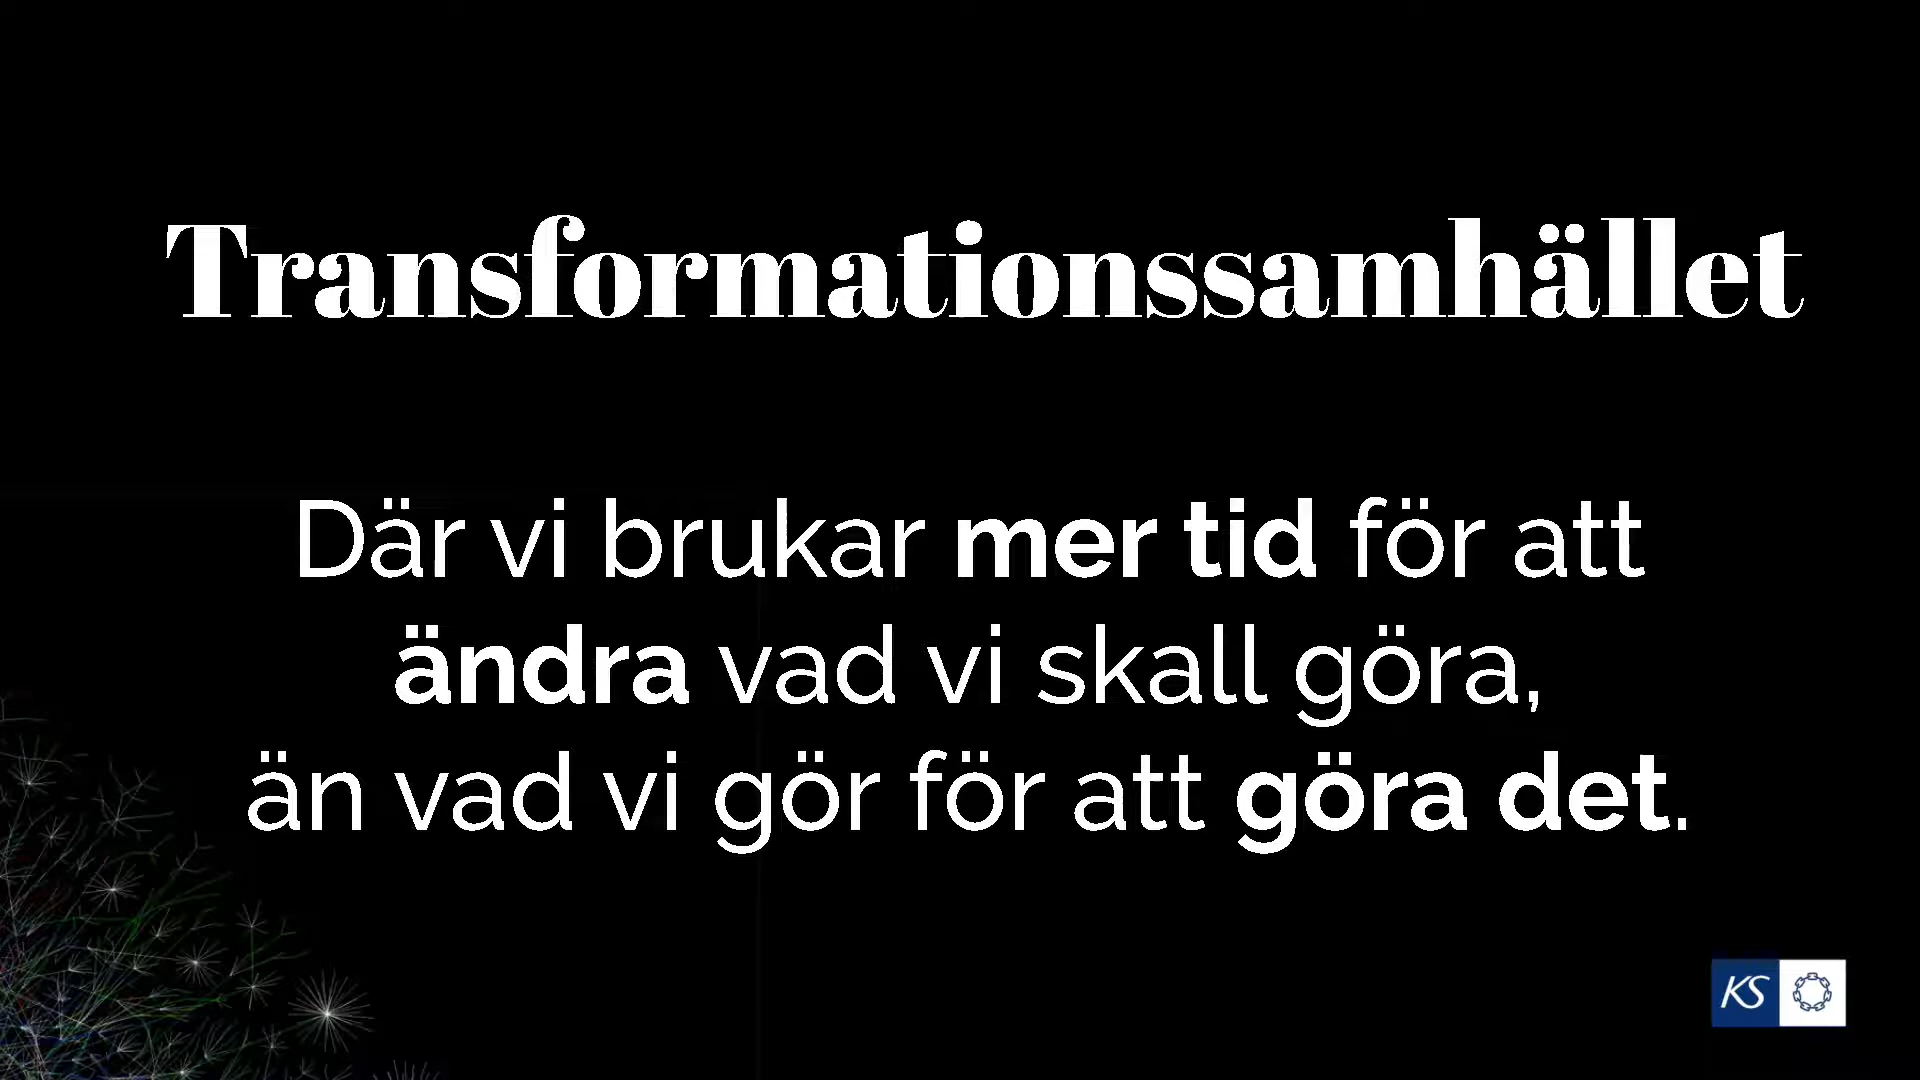 Transformationssamhället
Där vi brukar mer tid för att
ändra vad vi skall göra,
än vad vi gör för att göra det.
KS